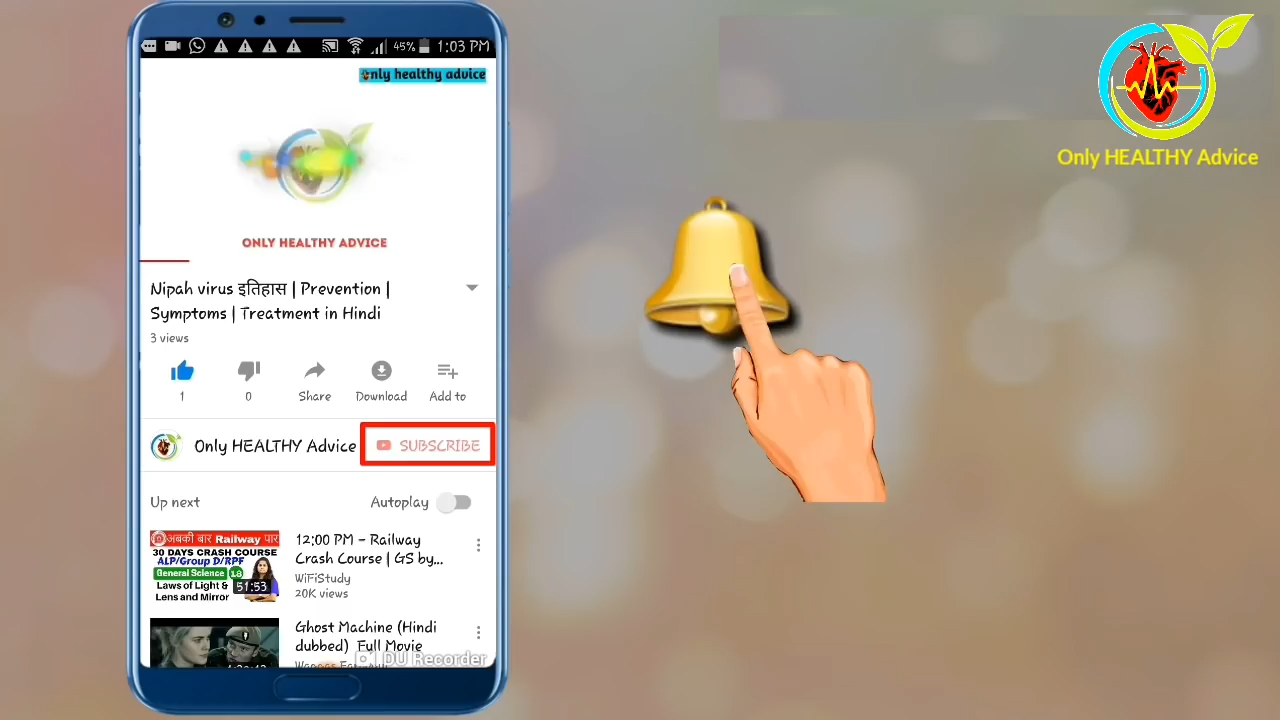 45% 1:03 PM
only healthy advice
ONLY HEALTHY ADVICE
Nipah virus इतिहास | Prevention |
Symptoms | Treatment in Hindi
3 views
1 0 Share Download Add to
Only HEALTHY Advice SUBSCRIBE
Up next Autoplay
अबकी बार Railway पार
30 DAYS CRASH COURSE
ALP/Group D/RPF
General Science 18
51:53
Laws of Light &
Lens and Mirror
12:00 PM - Railway
Crash Course | GS by...
WiFiStudy
20K views
Ghost Machine (Hindi
dubbed) Full Movie
DU Recorder
Only HEALTHY Advice